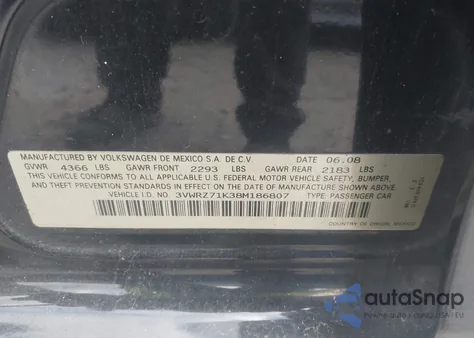 MANUFACTURED BY VOLKSWAGEN DE MEXICO S.A. DE C.V. DATE 06.08
GVWR 4366 LBS GAWR FRONT 2293 LBS GAWR REAR 2183 LBS
THIS VEHICLE CONFORMS TO ALL APPLICABLE
U.S. FEDERAL MOTOR VEHICLE SAFETY, BUMPER,
AND THEFT PREVENTION STANDARDS IN EFFECT ON THE DATE OF MANUFACTURE SHOWN ABOVE.
VEHICLE I.D. 3VWRZ71K38M186807 TYPE: PASSENGER CAR
COUNTRY OF ORIGIN, MEXICO
autoSnap